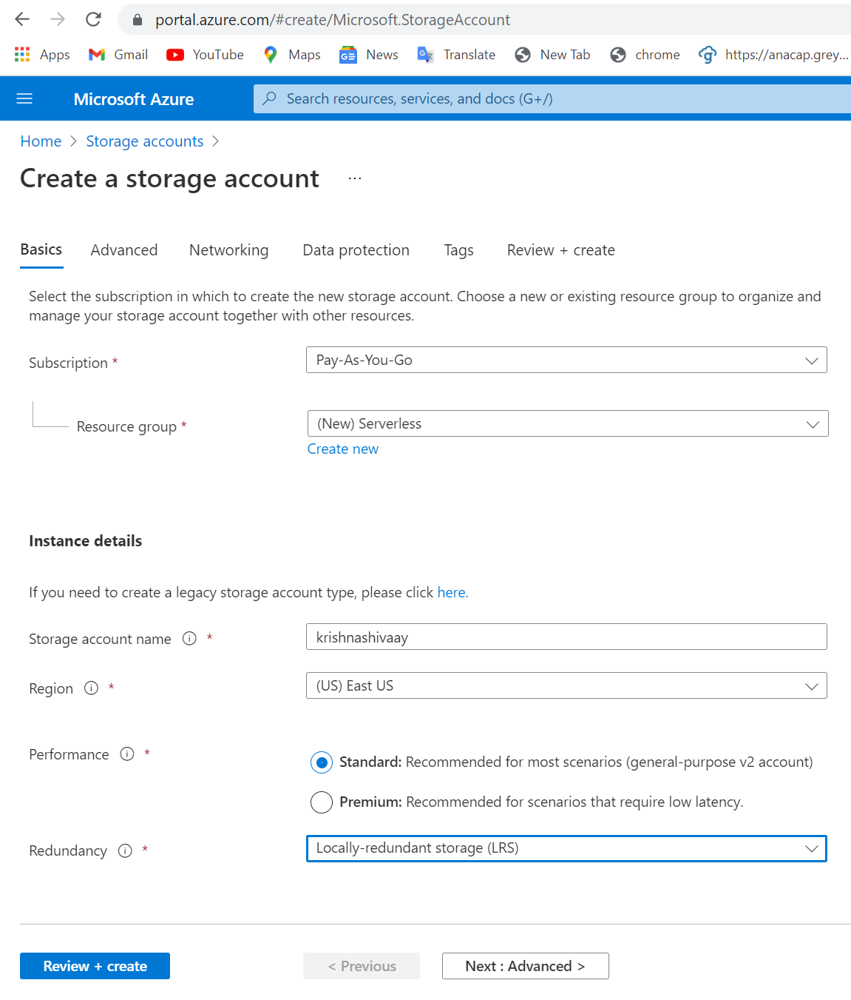 portal.azure.com/#create/Microsoft.StorageAccount
Apps Gmail YouTube Maps GE News G Translate New Tab chrome https://anacap.grey...
Microsoft Azure Search resources, services, and docs (G+/)
Home > Storage accounts >
Create a storage account ...
Basics Advanced Networking Data protection Tags Review + create
Select the subscription in which to create the new storage account. Choose a new or existing resource group to organize and
manage your storage account together with other resources.
Subscription * Pay-As-You-Go
Resource group * (New) Serverless
Create new
Instance details
If you need to create a legacy storage account type, please click here.
Storage account name i * krishnashivaay
Region i * (US) East US
Performance i * Standard: Recommended for most scenarios (general-purpose v2 account)
Premium: Recommended for scenarios that require low latency.
Redundancy i * Locally-redundant storage (LRS)
Review + create < Previous Next : Advanced >